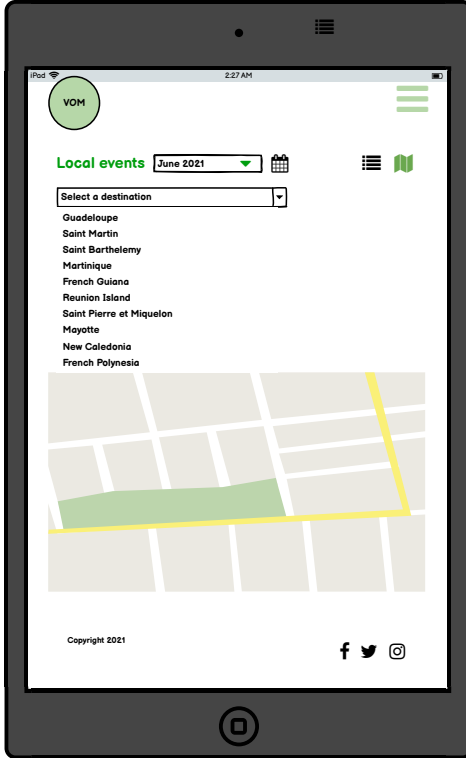 iPad 2:27 AM
VOM
Local events June 2021
Select a destination
Guadeloupe
Saint Martin
Saint Barthelemy
Martinique
French Guiana
Reunion Island
Saint Pierre et Miquelon
Mayotte
New Caledonia
French Polynesia
Copyright 2021